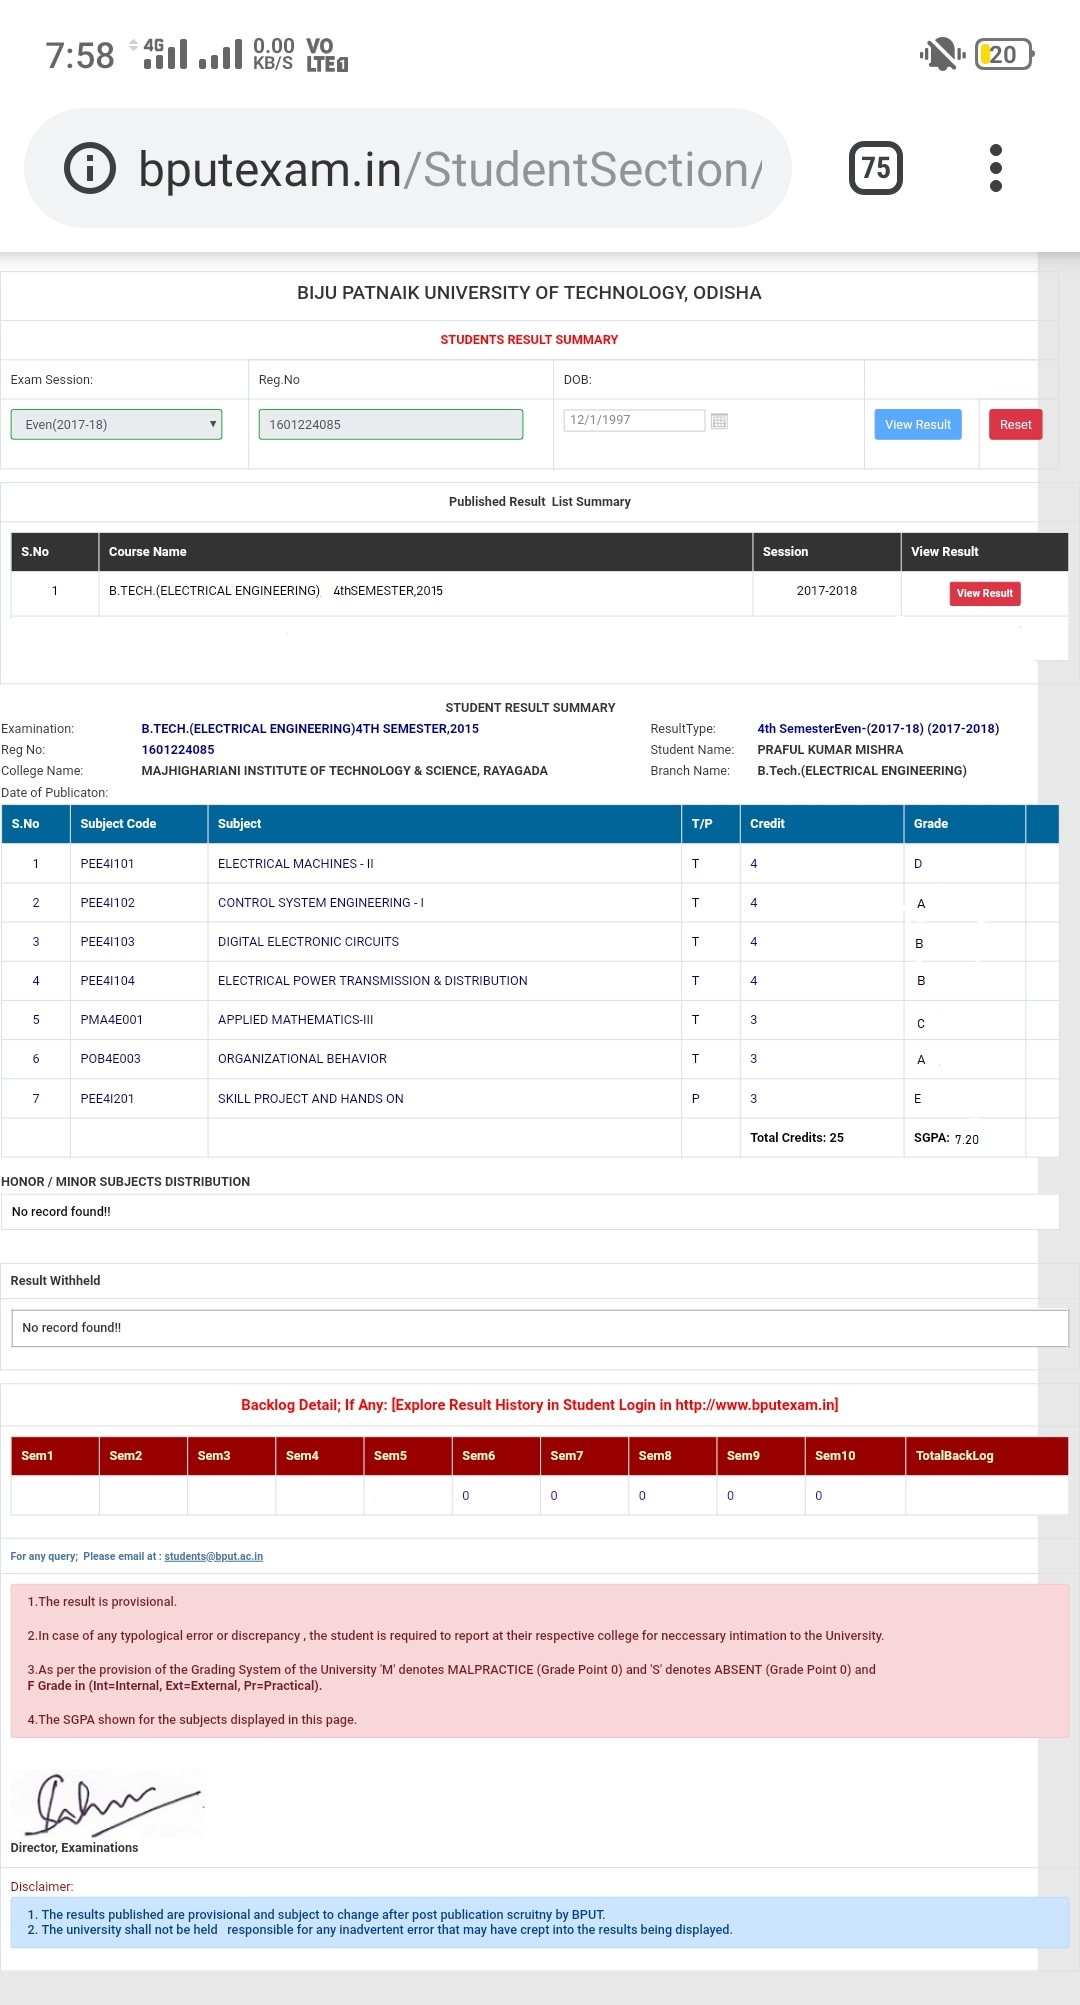 7:58 4G 0.00 KB/S VO LTE1 20
bputexam.in/StudentSection/ 75
BIJU PATNAIK UNIVERSITY OF TECHNOLOGY, ODISHA
STUDENTS RESULT SUMMARY
Exam Session: Reg.No DOB:
Even(2017-18) 1601224085 12/1/1997 View Result Reset
Published Result List Summary
S.No Course Name Session View Result
1 B.TECH.(ELECTRICAL ENGINEERING) 4thSEMESTER,2015 2017-2018 View Result
STUDENT RESULT SUMMARY
Examination: B.TECH.(ELECTRICAL ENGINEERING)4TH SEMESTER,2015 ResultType: 4th SemesterEven-(2017-18) (2017-2018)
Reg No: 1601224085 Student Name: PRAFUL KUMAR MISHRA
College Name: MAJHIGHARIANI INSTITUTE OF TECHNOLOGY & SCIENCE, RAYAGADA Branch Name: B.Tech.(ELECTRICAL ENGINEERING)
Date of Publicaton:
S.No Subject Code Subject T/P Credit Grade
1 PEE4I101 ELECTRICAL MACHINES - II T 4 D
2 PEE4I102 CONTROL SYSTEM ENGINEERING - I T 4 A
3 PEE4I103 DIGITAL ELECTRONIC CIRCUITS T 4 B
4 PEE4I104 ELECTRICAL POWER TRANSMISSION & DISTRIBUTION T 4 B
5 PMA4E001 APPLIED MATHEMATICS-III T 3 C
6 POB4E003 ORGANIZATIONAL BEHAVIOR T 3 A
7 PEE4I201 SKILL PROJECT AND HANDS ON P 3 E
Total Credits: 25 SGPA: 7.20
HONOR / MINOR SUBJECTS DISTRIBUTION
No record found!!
Result Withheld
No record found!!
Backlog Detail; If Any: [Explore Result History in Student Login in http://www.bputexam.in]
Sem1 Sem2 Sem3 Sem4 Sem5 Sem6 Sem7 Sem8 Sem9 Sem10 TotalBackLog
0 0 0 0 0
For any query; Please email at : students@bput.ac.in
1.The result is provisional.
2.In case of any typological error or discrepancy , the student is required to report at their respective college for neccessary intimation to the University.
3.As per the provision of the Grading System of the University 'M' denotes MALPRACTICE (Grade Point 0) and 'S' denotes ABSENT (Grade Point 0) and
F Grade in (Int=Internal, Ext=External, Pr=Practical).
4.The SGPA shown for the subjects displayed in this page.
Director, Examinations
Disclaimer:
1. The results published are provisional and subject to change after post publication scruitny by BPUT.
2. The university shall not be held responsible for any inadvertent error that may have crept into the results being displayed.